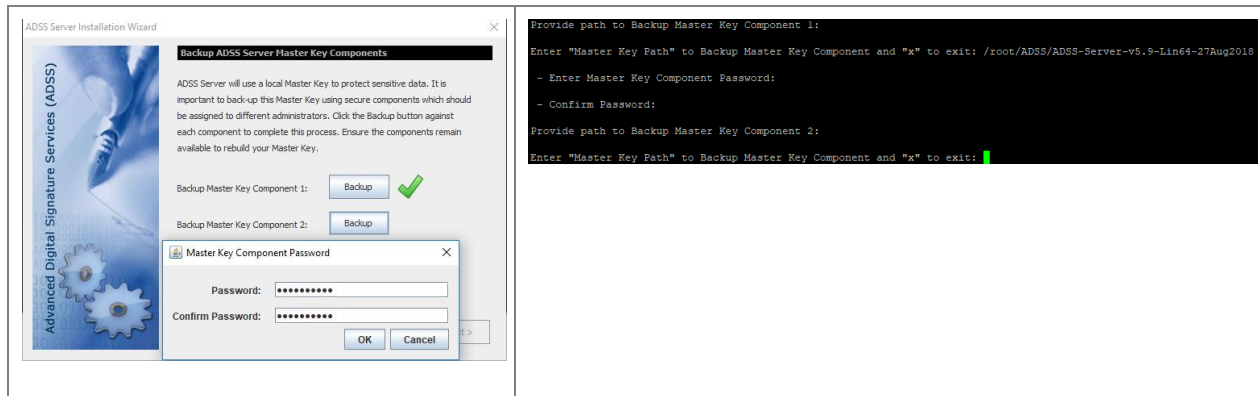 ADSS Server Installation Wizard
Advanced Digital Signature Services (ADSS)
Backup ADSS Server Master Key Components
ADSS Server will use a local Master Key to protect sensitive data. It is
important to back-up this Master Key using secure components which should
be assigned to different administrators. Click the Backup button against
each component to complete this process. Ensure the components remain
available to rebuild your Master Key.
Backup Master Key Component 1: Backup
Backup Master Key Component 2: Backup
Master Key Component Password
Password: ••••••••••
Confirm Password: ••••••••••
OK Cancel
t >
Provide path to Backup Master Key Component 1:
Enter "Master Key Path" to Backup Master Key Component and "x" to exit: /root/ADSS/ADSS-Server-v5.9-Lin64-27Aug2018
- Enter Master Key Component Password:
- Confirm Password:
Provide path to Backup Master Key Component 2:
Enter "Master Key Path" to Backup Master Key Component and "x" to exit: